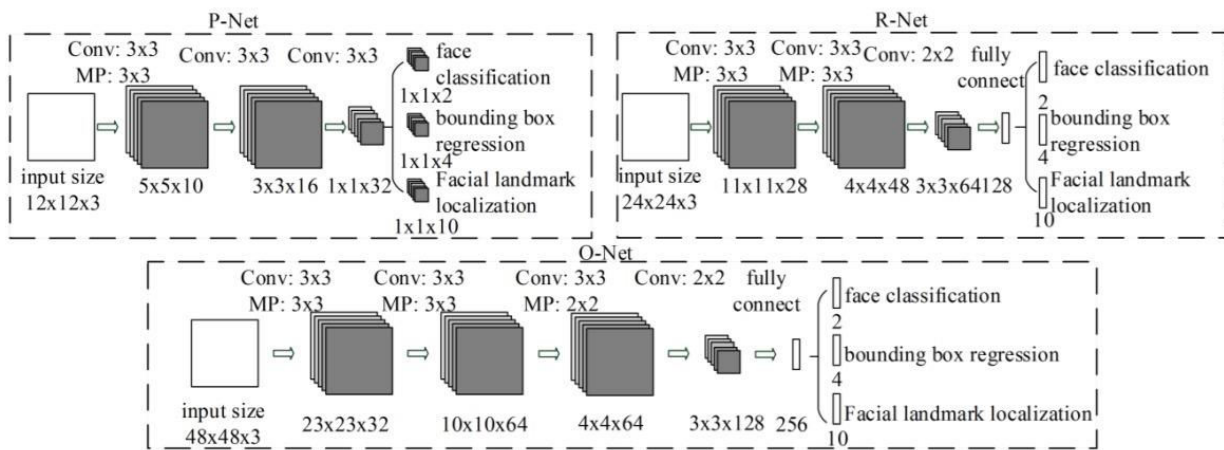 P-Net
Conv: 3x3 Conv: 3x3 Conv: 3x3
MP: 3x3
face
classification
1x1x2
bounding box
regression
1x1x4
Facial landmark
localization
1x1x10
input size
12x12x3
5x5x10
3x3x16
1x1x32
R-Net
Conv: 3x3 Conv: 3x3 Conv: 2x2 fully
MP: 3x3 MP: 3x3 connect
face classification
2
bounding box
regression
4
Facial landmark
localization
10
input size
24x24x3
11x11x28
4x4x48
3x3x64
128
O-Net
Conv: 3x3 Conv: 3x3 Conv: 3x3 Conv: 2x2 fully
MP: 3x3 MP: 3x3 MP: 2x2 connect
face classification
2
bounding box regression
4
Facial landmark localization
10
input size
48x48x3
23x23x32
10x10x64
4x4x64
3x3x128
256